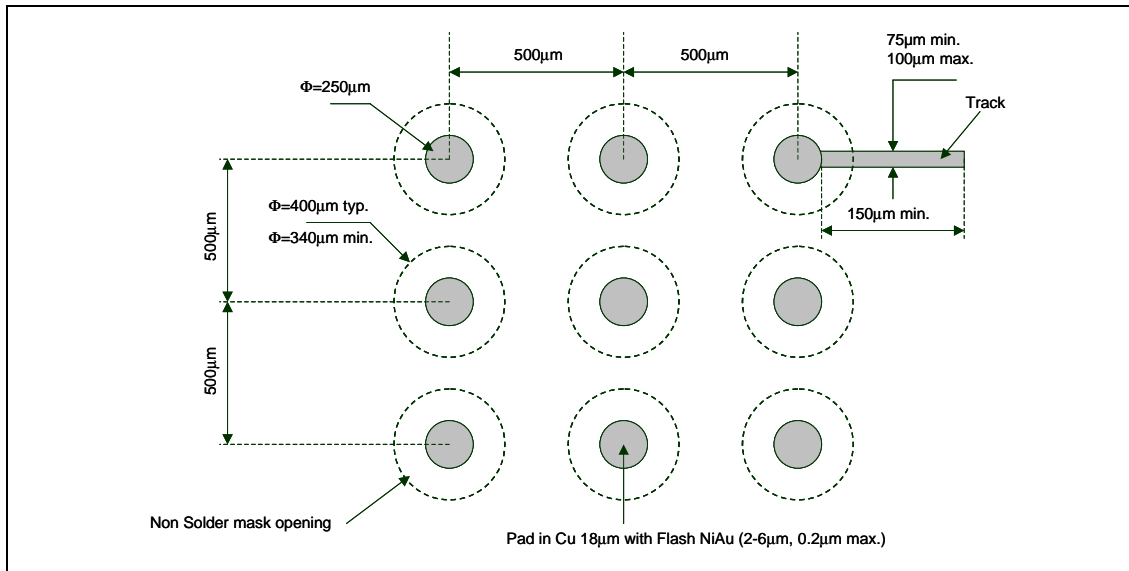 500μm
500μm
75μm min.
100μm max.
Φ=250μm
Track
Φ=400μm typ.
Φ=340μm min.
150μm min.
500μm
500μm
Non Solder mask opening
Pad in Cu 18μm with Flash NiAu (2-6μm, 0.2μm max.)